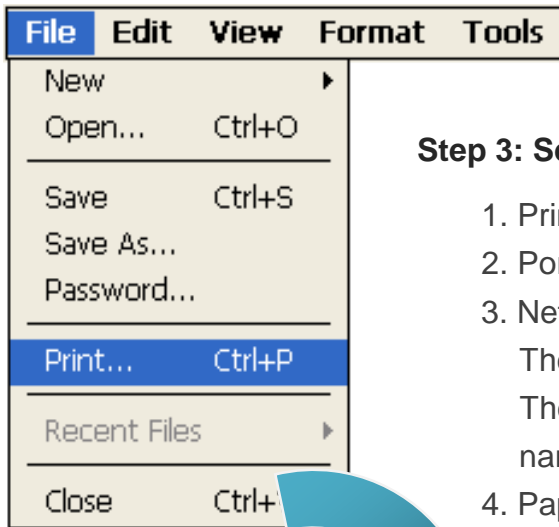 File Edit View Format Tools
New
Open... Ctrl+O
Save Ctrl+S
Save As...
Password...
Print... Ctrl+P
Recent Files
Close Ctrl+
Step 3:
1.
2.
3.
4.